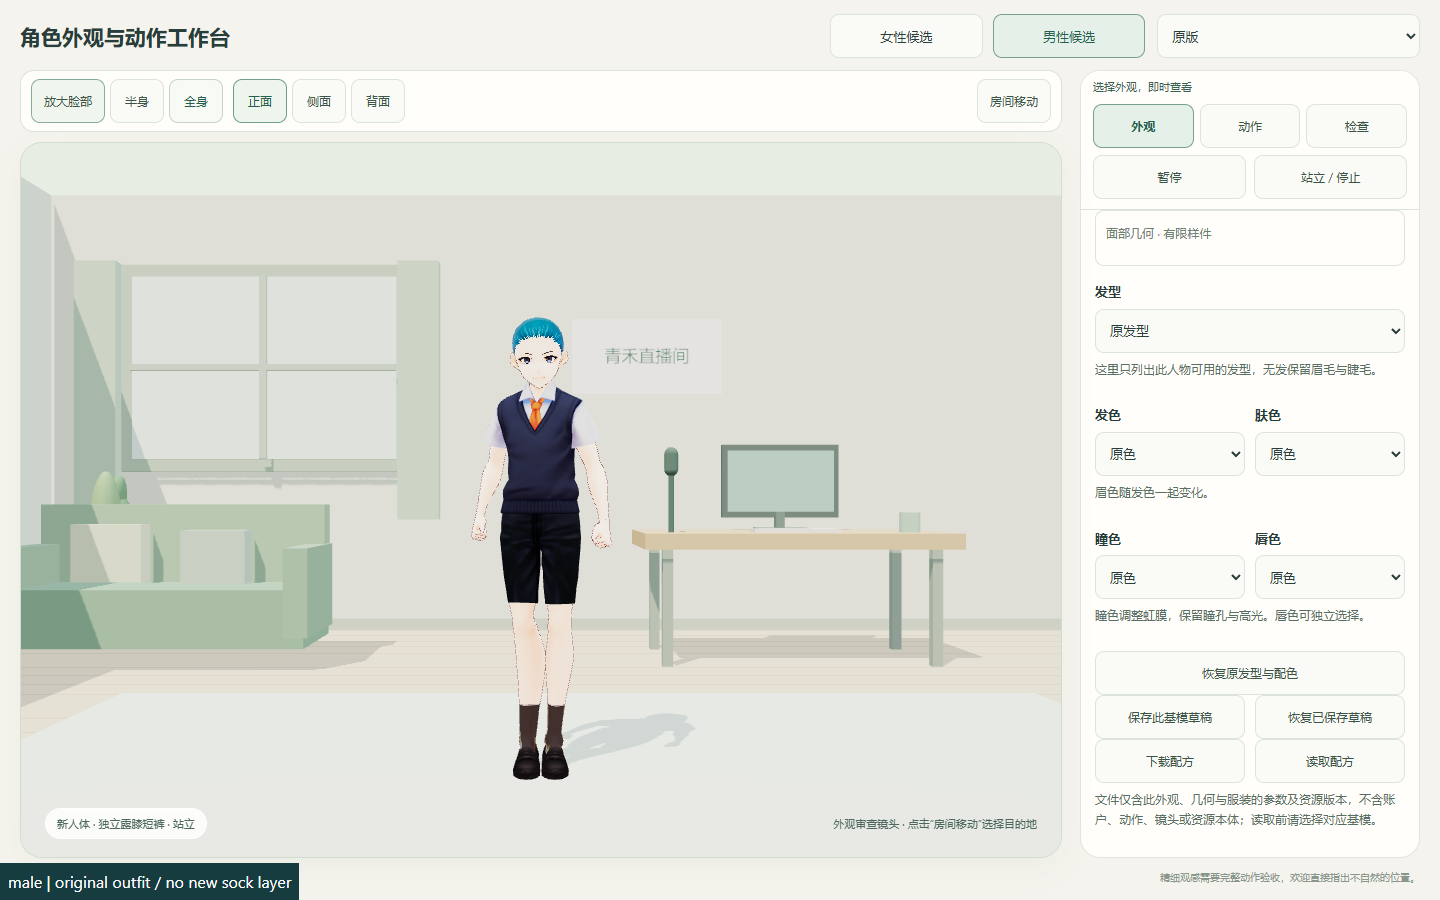 角色外观与动作工作台
女性候选
男性候选
原版
放大脸部
半身
全身
正面
侧面
背面
房间移动
选择外观，即时查看
外观
动作
检查
暂停
站立 / 停止
面部几何 · 有限样件
发型
原发型
这里只列出此人物可用的发型，无发保留眉毛与睫毛。
发色
肤色
原色
原色
眉色随发色一起变化。
瞳色
唇色
原色
原色
瞳色调整虹膜，保留瞳孔与高光。唇色可独立选择。
恢复原发型与配色
保存此基模草稿
恢复已保存草稿
下载配方
读取配方
文件仅含此外观、几何与服装的参数及资源版本，不含账
户、动作、镜头或资源本体；读取前请选择对应基模。
青禾直播间
新人体 · 独立露膝短裤 · 站立
外观审查镜头 · 点击“房间移动”选择目的地
male | original outfit / no new sock layer
精细观感需要完整动作验收，欢迎直接指出不自然的位置。